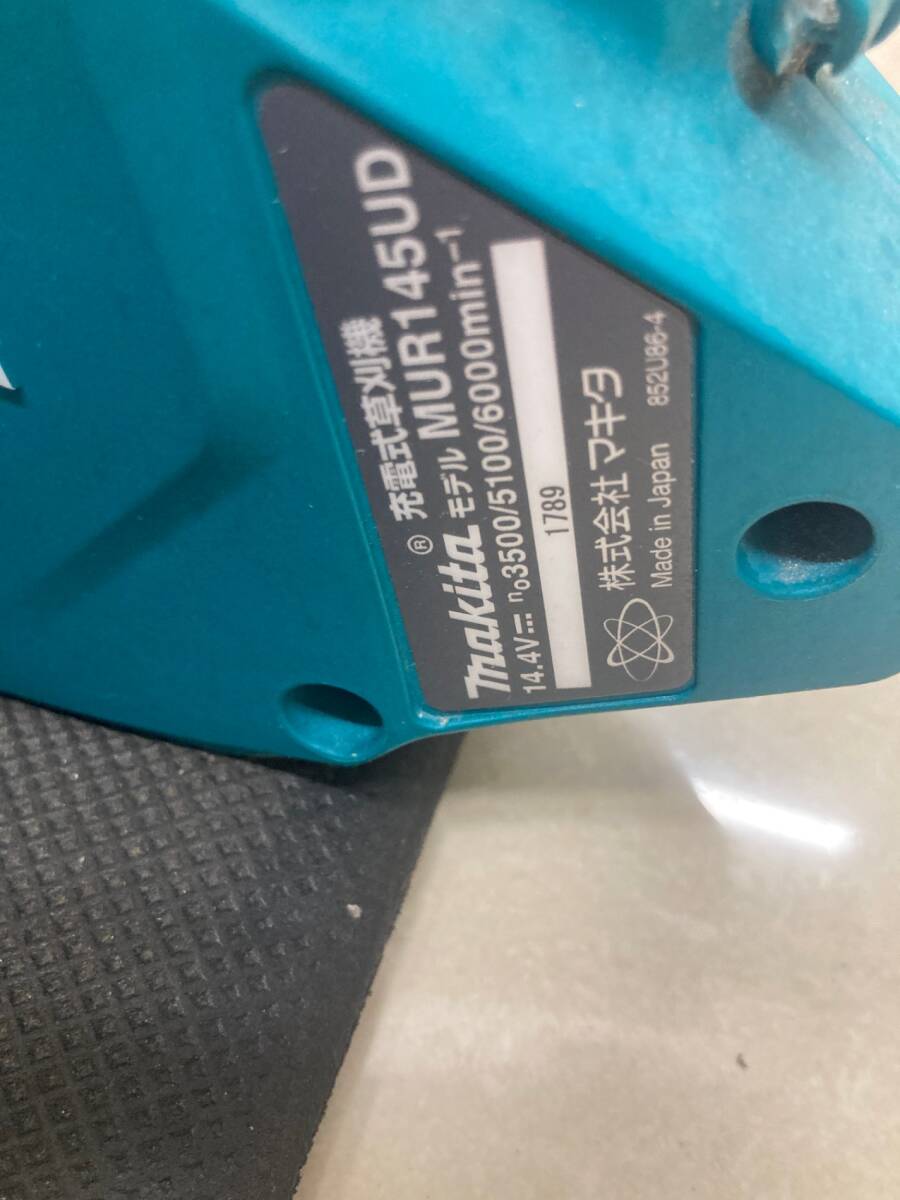 充電式草刈機
makita® モデル MUR145UD
14.4V⎓ n₀3500/5100/6000min⁻¹
1789
株式会社マキタ
Made in Japan 852U86-4